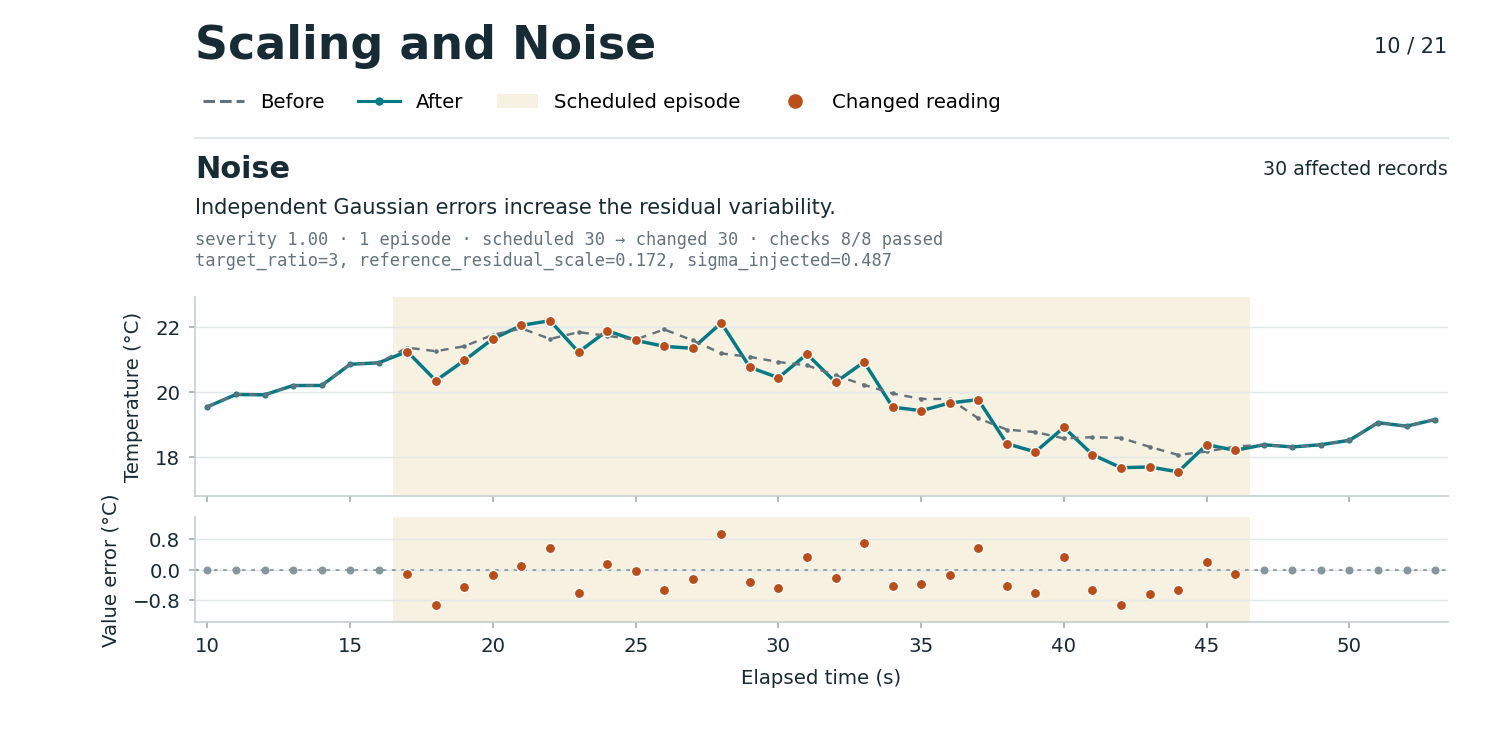 Scaling and Noise
10 / 21
Before
After
Scheduled episode
Changed reading
Noise
30 affected records
Independent Gaussian errors increase the residual variability.
severity 1.00 · 1 episode · scheduled 30 → changed 30 · checks 8/8 passed
target_ratio=3, reference_residual_scale=0.172, sigma_injected=0.487
Temperature (°C)
22
20
18
Value error (°C)
0.8
0.0
−0.8
10 15 20 25 30 35 40 45 50
Elapsed time (s)